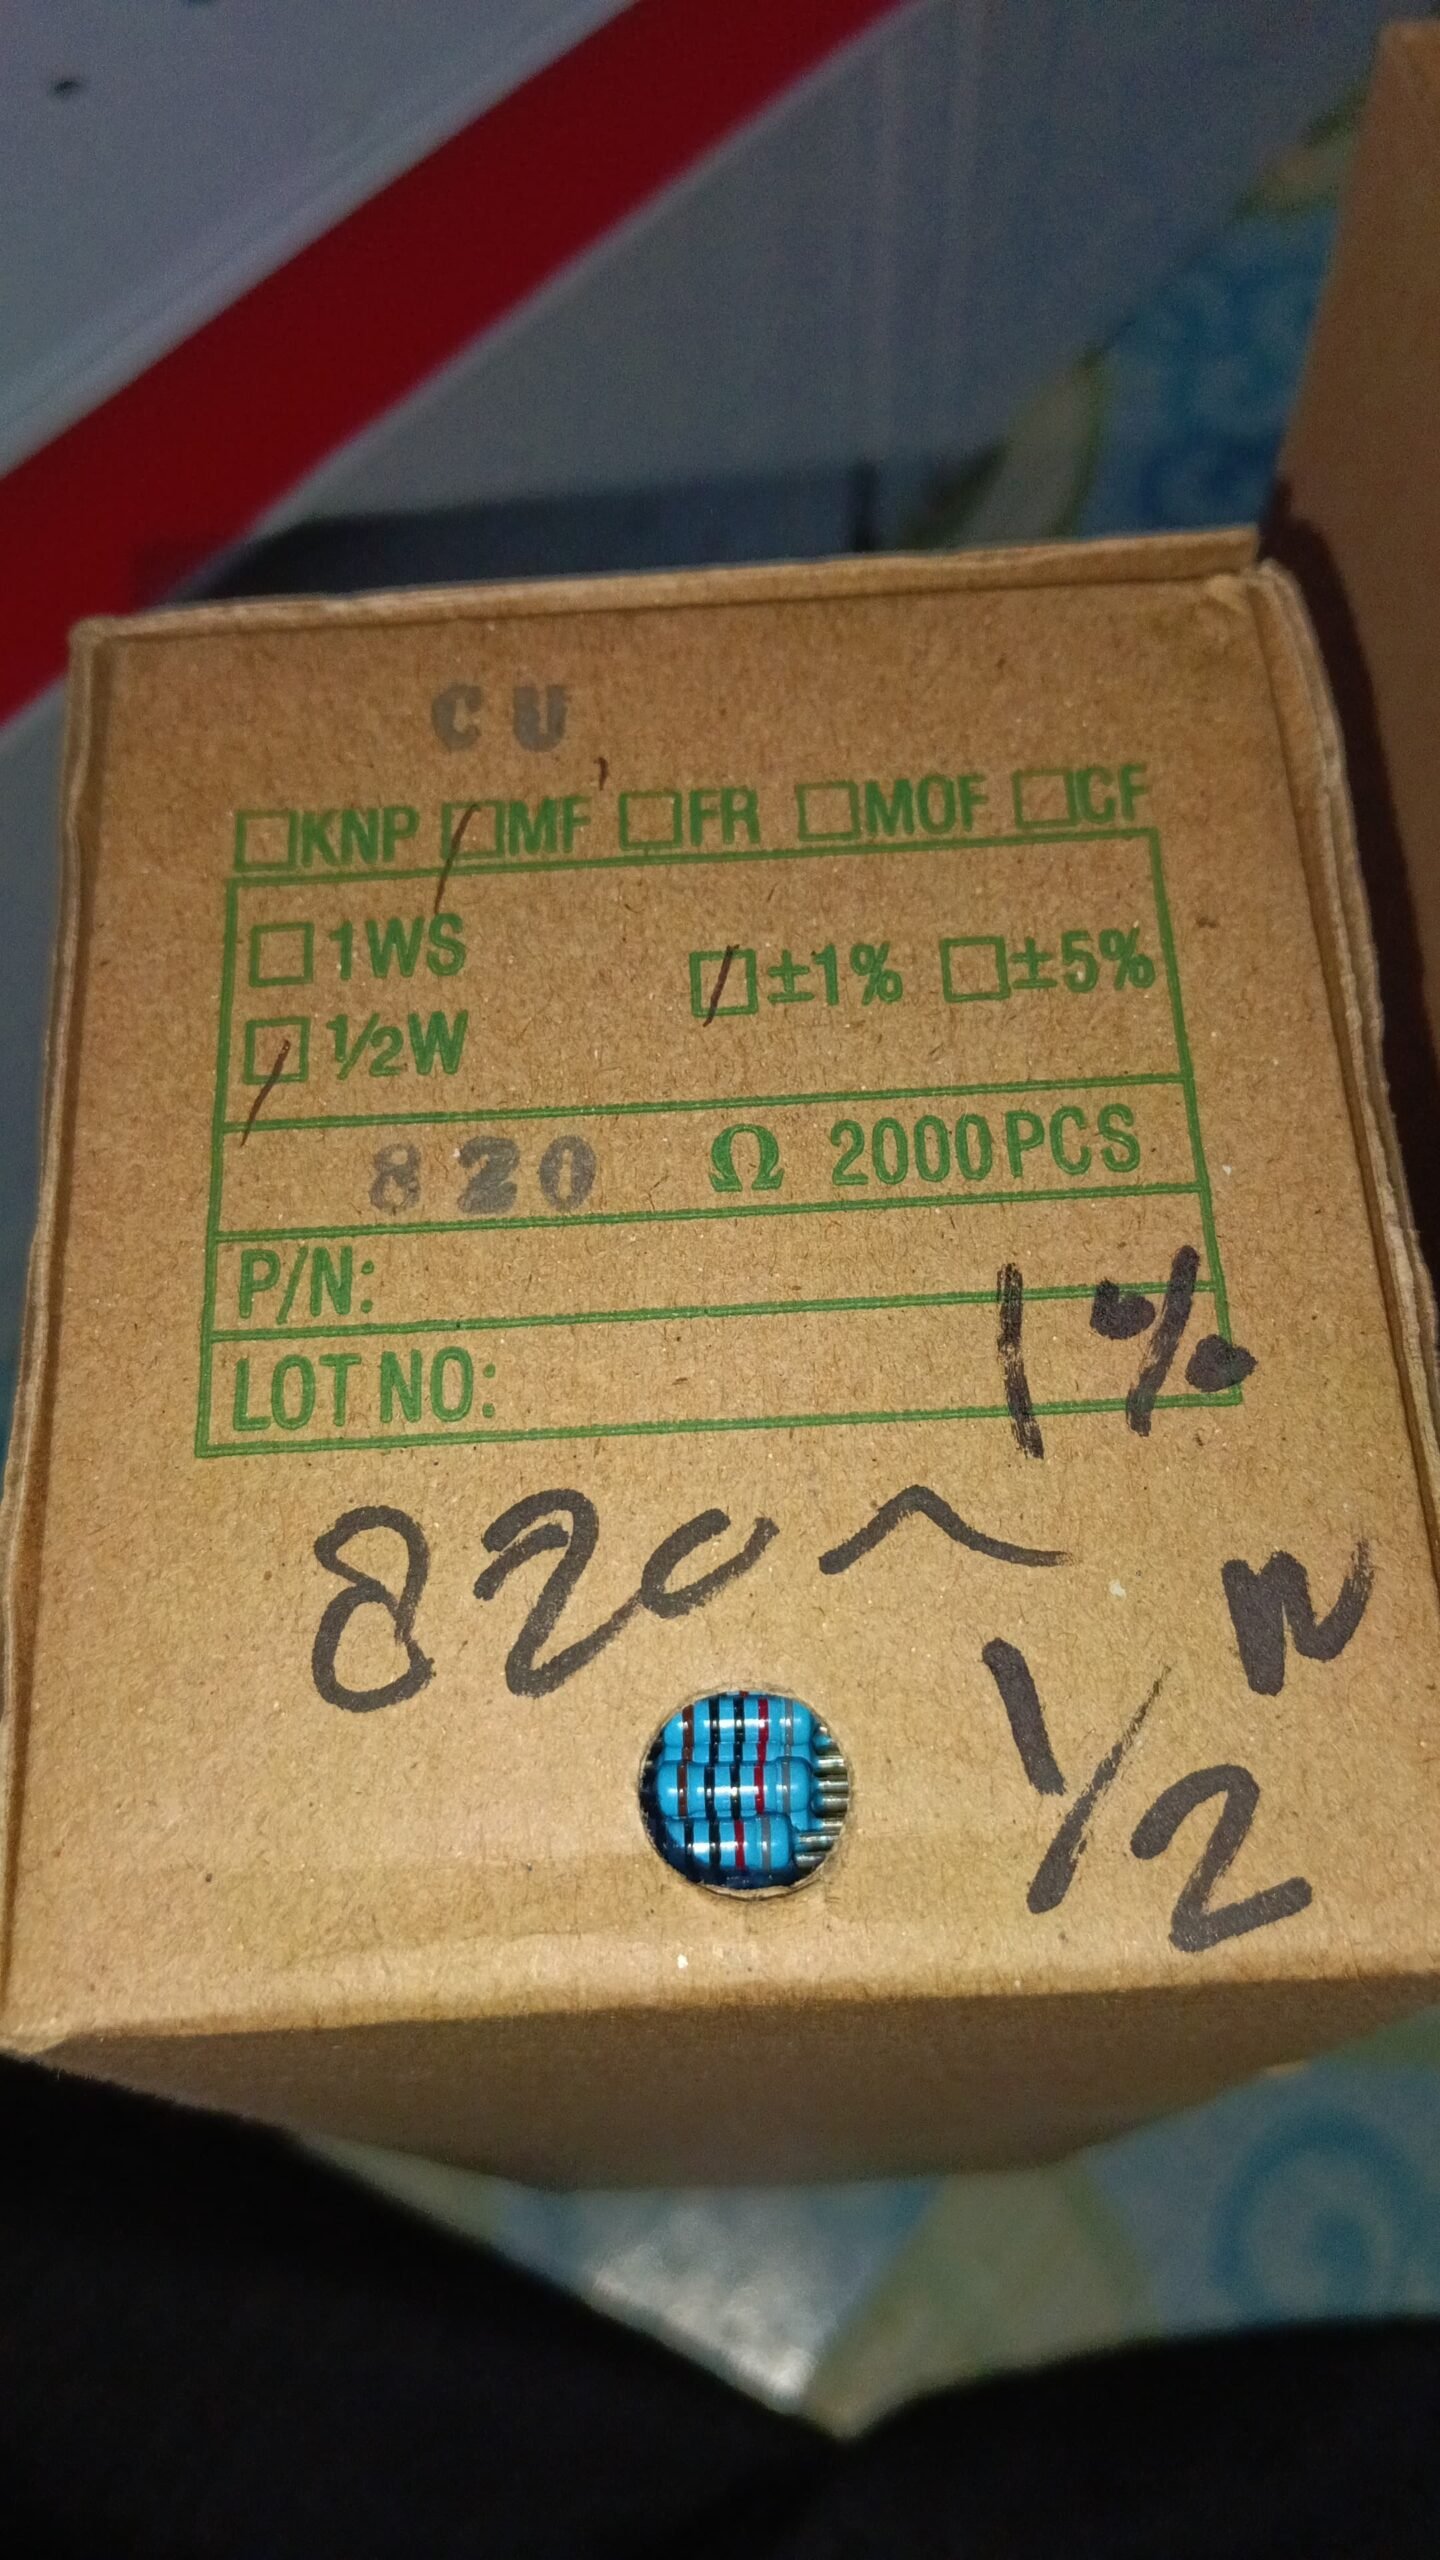 CU
KNP MF FR MOF CF
1WS
±1% ±5%
1/2W
820 Ω 2000PCS
P/N:
LOT NO:
1%
820
1/2 W